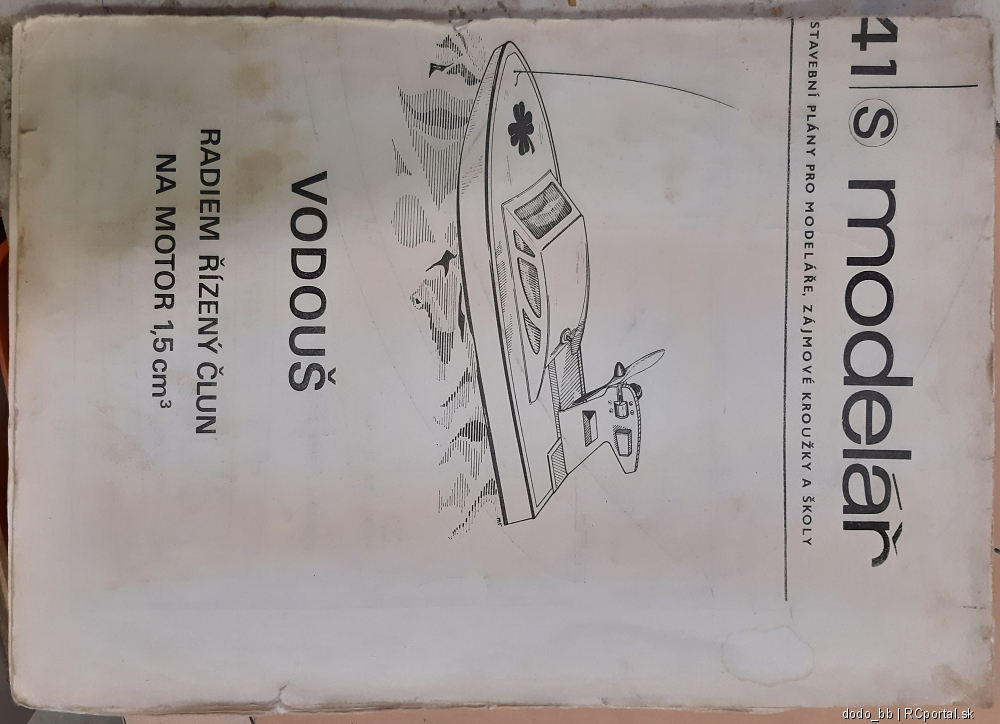 41 S modelář
STAVEBNÍ PLÁNY PRO MODELÁŘE, ZÁJMOVÉ KROUŽKY A ŠKOLY
VODOUŠ
RADIEM ŘÍZENÝ ČLUN
NA MOTOR 1,5 cm³
dodo_bb | RCportal.sk